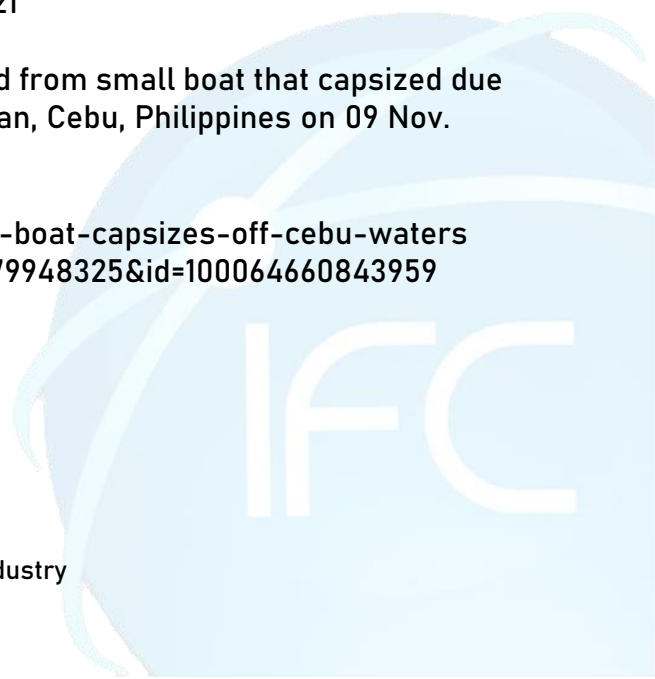 21
d from small boat that capsized due
an, Cebu, Philippines on 09 Nov.
-boat-capsizes-off-cebu-waters
79948325&id=100064660843959
IFC
dustry